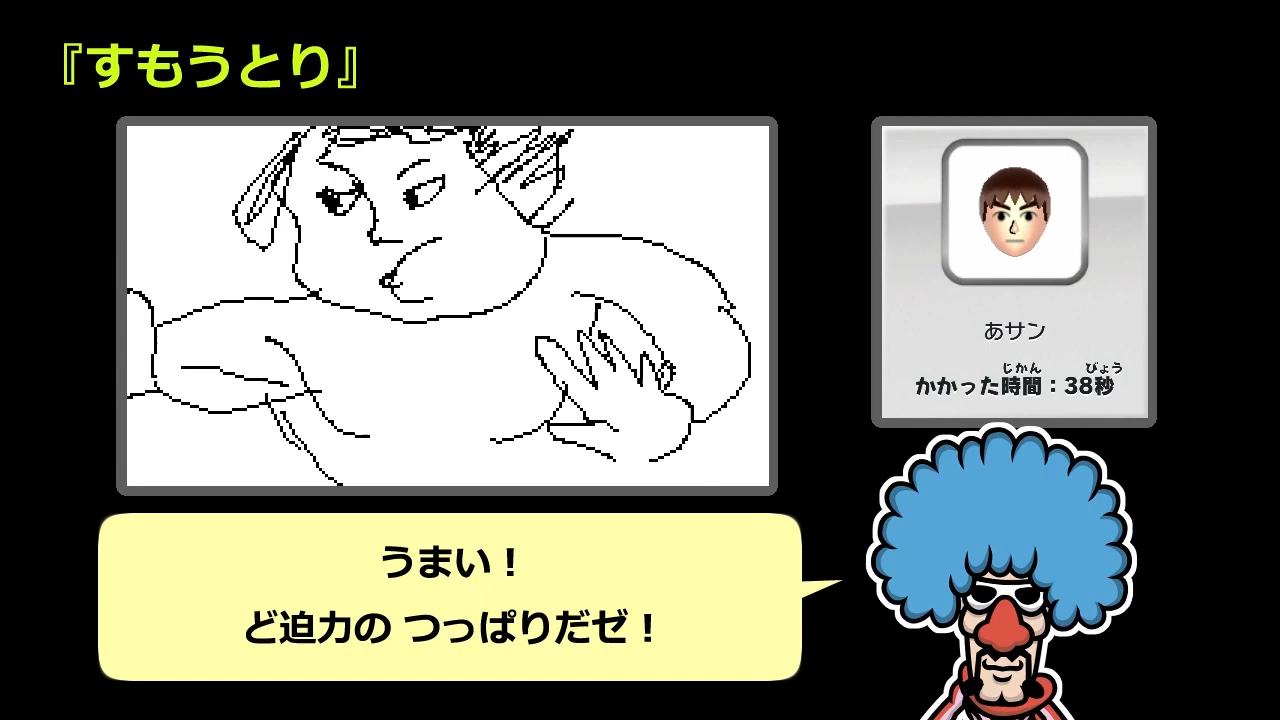 『すもうとり』
あサン
じかん びょう
かかった時間：38秒
うまい！
ど迫力の つっぱりだゼ！